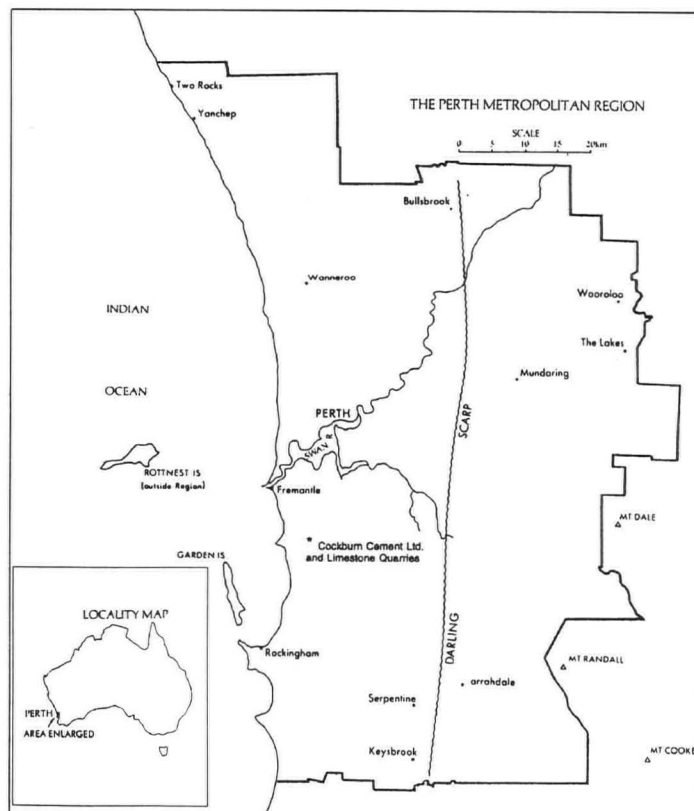 Two Rocks
Yanchep
THE PERTH METROPOLITAN REGION
SCALE
0 5 10 15 20km
Bullsbrook
Wanneroo
Wooroloo
INDIAN
OCEAN
The Lakes
Mundaring
PERTH
SWAN R.
SCARP
ROTTNEST IS
(outside Region)
Fremantle
MT DALE
Cockburn Cement Ltd.
and Limestone Quarries
GARDEN IS
LOCALITY MAP
PERTH
AREA ENLARGED
Rockingham
DARLING
MT RANDALL
arrahdale
Serpentine
Keysbrook
MT COOKE